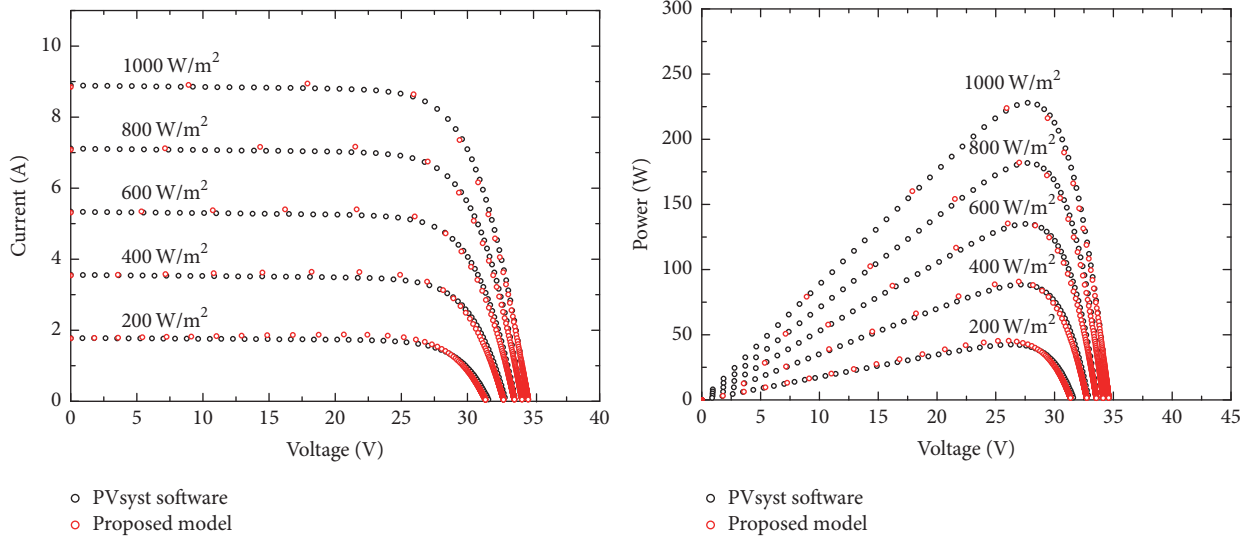 10
8
6
4
2
0
Current (A)
1000 W/m²
800 W/m²
600 W/m²
400 W/m²
200 W/m²
0 5 10 15 20 25 30 35 40
Voltage (V)
PVsyst software
Proposed model
300
250
200
150
100
50
0
Power (W)
1000 W/m²
800 W/m²
600 W/m²
400 W/m²
200 W/m²
0 5 10 15 20 25 30 35 40 45
Voltage (V)
PVsyst software
Proposed model